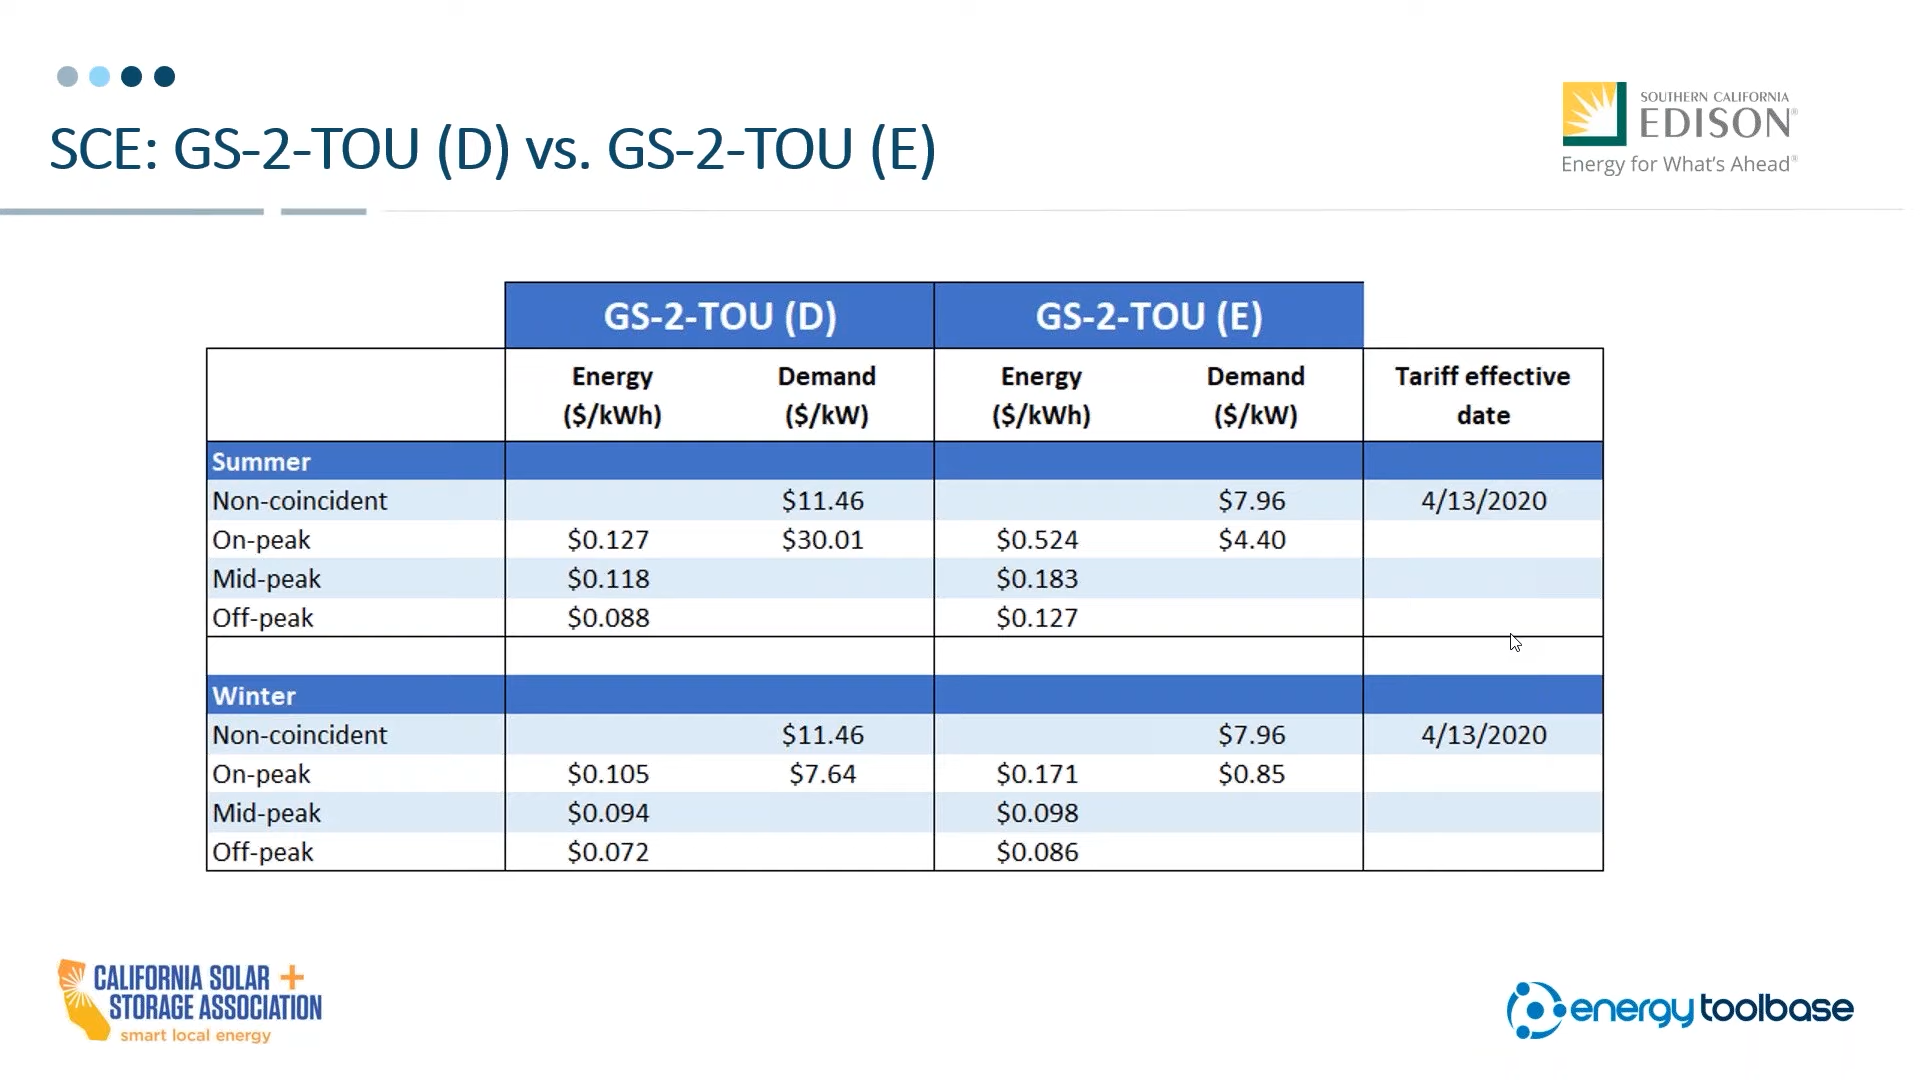 SCE: GS-2-TOU (D) vs. GS-2-TOU (E)
SOUTHERN CALIFORNIA
EDISON®
Energy for What's Ahead®
GS-2-TOU (D) GS-2-TOU (E)
Energy ($/kWh) Demand ($/kW) Energy ($/kWh) Demand ($/kW) Tariff effective date
Summer
Non-coincident $11.46 $7.96 4/13/2020
On-peak $0.127 $30.01 $0.524 $4.40
Mid-peak $0.118 $0.183
Off-peak $0.088 $0.127
Winter
Non-coincident $11.46 $7.96 4/13/2020
On-peak $0.105 $7.64 $0.171 $0.85
Mid-peak $0.094 $0.098
Off-peak $0.072 $0.086
CALIFORNIA SOLAR +
STORAGE ASSOCIATION
smart local energy
energy toolbase